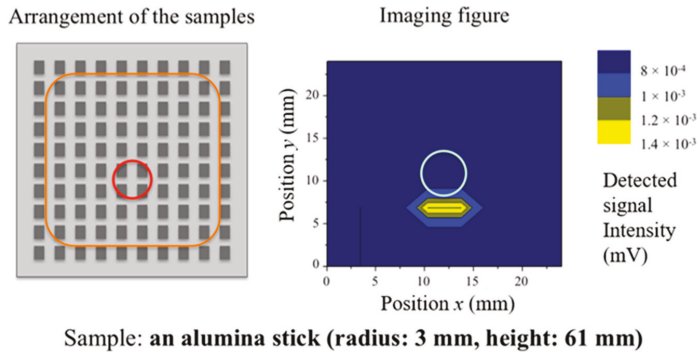 Arrangement of the samples
Imaging figure
Position y (mm)
20
15
10
5
0
0
5
10
15
20
Position x (mm)
8 × 10-4
1 × 10-3
1.2 × 10-3
1.4 × 10-3
Detected
signal
Intensity
(mV)
Sample: an alumina stick (radius: 3 mm, height: 61 mm)